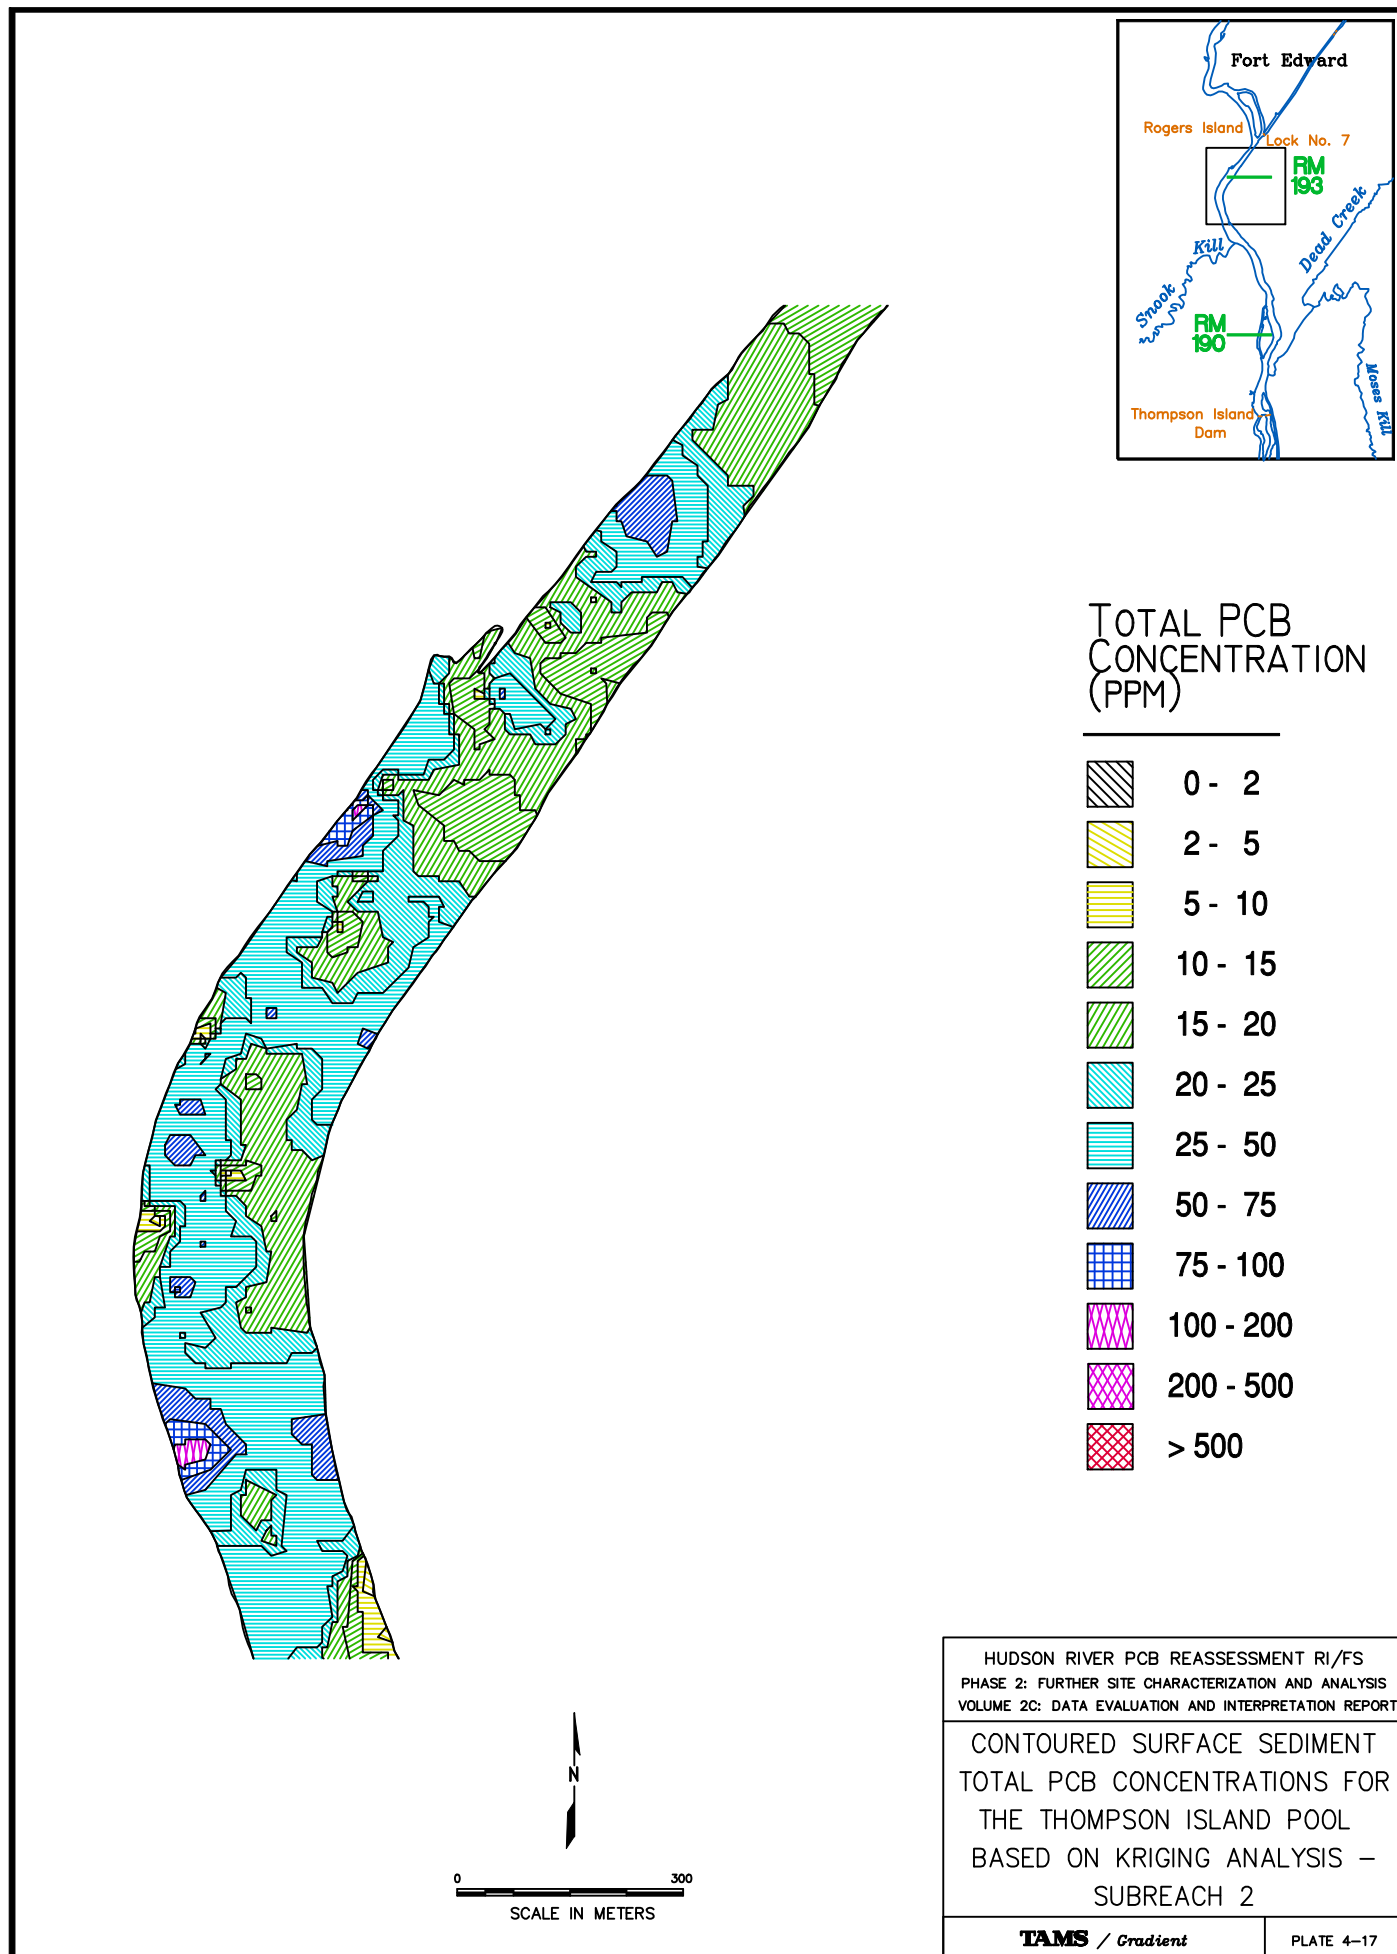 Fort Edward
Rogers Island
Lock No. 7
RM
193
Dead Creek
Kill
Snook
RM
190
Moses Kill
Thompson Island
Dam
TOTAL PCB
CONCENTRATION
(PPM)
0 - 2
2 - 5
5 - 10
10 - 15
15 - 20
20 - 25
25 - 50
50 - 75
75 - 100
100 - 200
200 - 500
> 500
N
0 300
SCALE IN METERS
HUDSON RIVER PCB REASSESSMENT RI/FS
PHASE 2: FURTHER SITE CHARACTERIZATION AND ANALYSIS
VOLUME 2C: DATA EVALUATION AND INTERPRETATION REPORT
CONTOURED SURFACE SEDIMENT
TOTAL PCB CONCENTRATIONS FOR
THE THOMPSON ISLAND POOL
BASED ON KRIGING ANALYSIS –
SUBREACH 2
TAMS / Gradient
PLATE 4–17